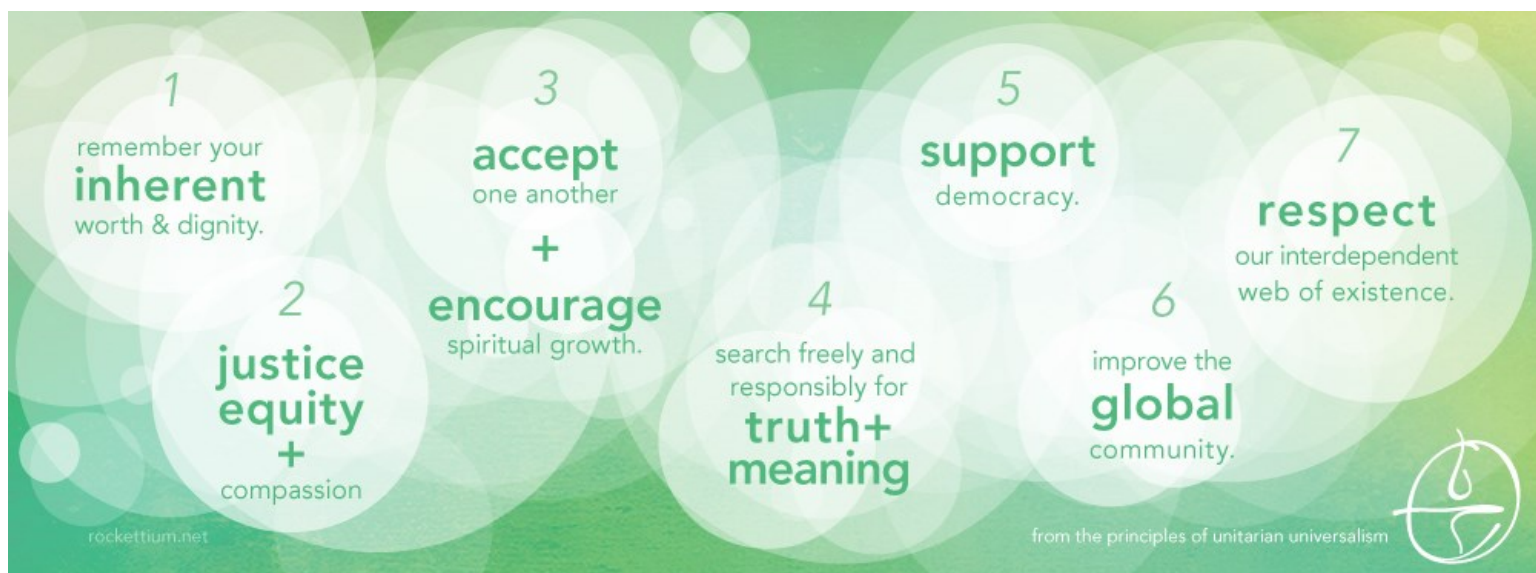 1
remember your
inherent
worth & dignity.
2
justice
equity
+
compassion
3
accept
one another
+
encourage
spiritual growth.
4
search freely and
responsibly for
truth+
meaning
5
support
democracy.
6
improve the
global
community.
7
respect
our interdependent
web of existence.
rockettium.net
from the principles of unitarian universalism